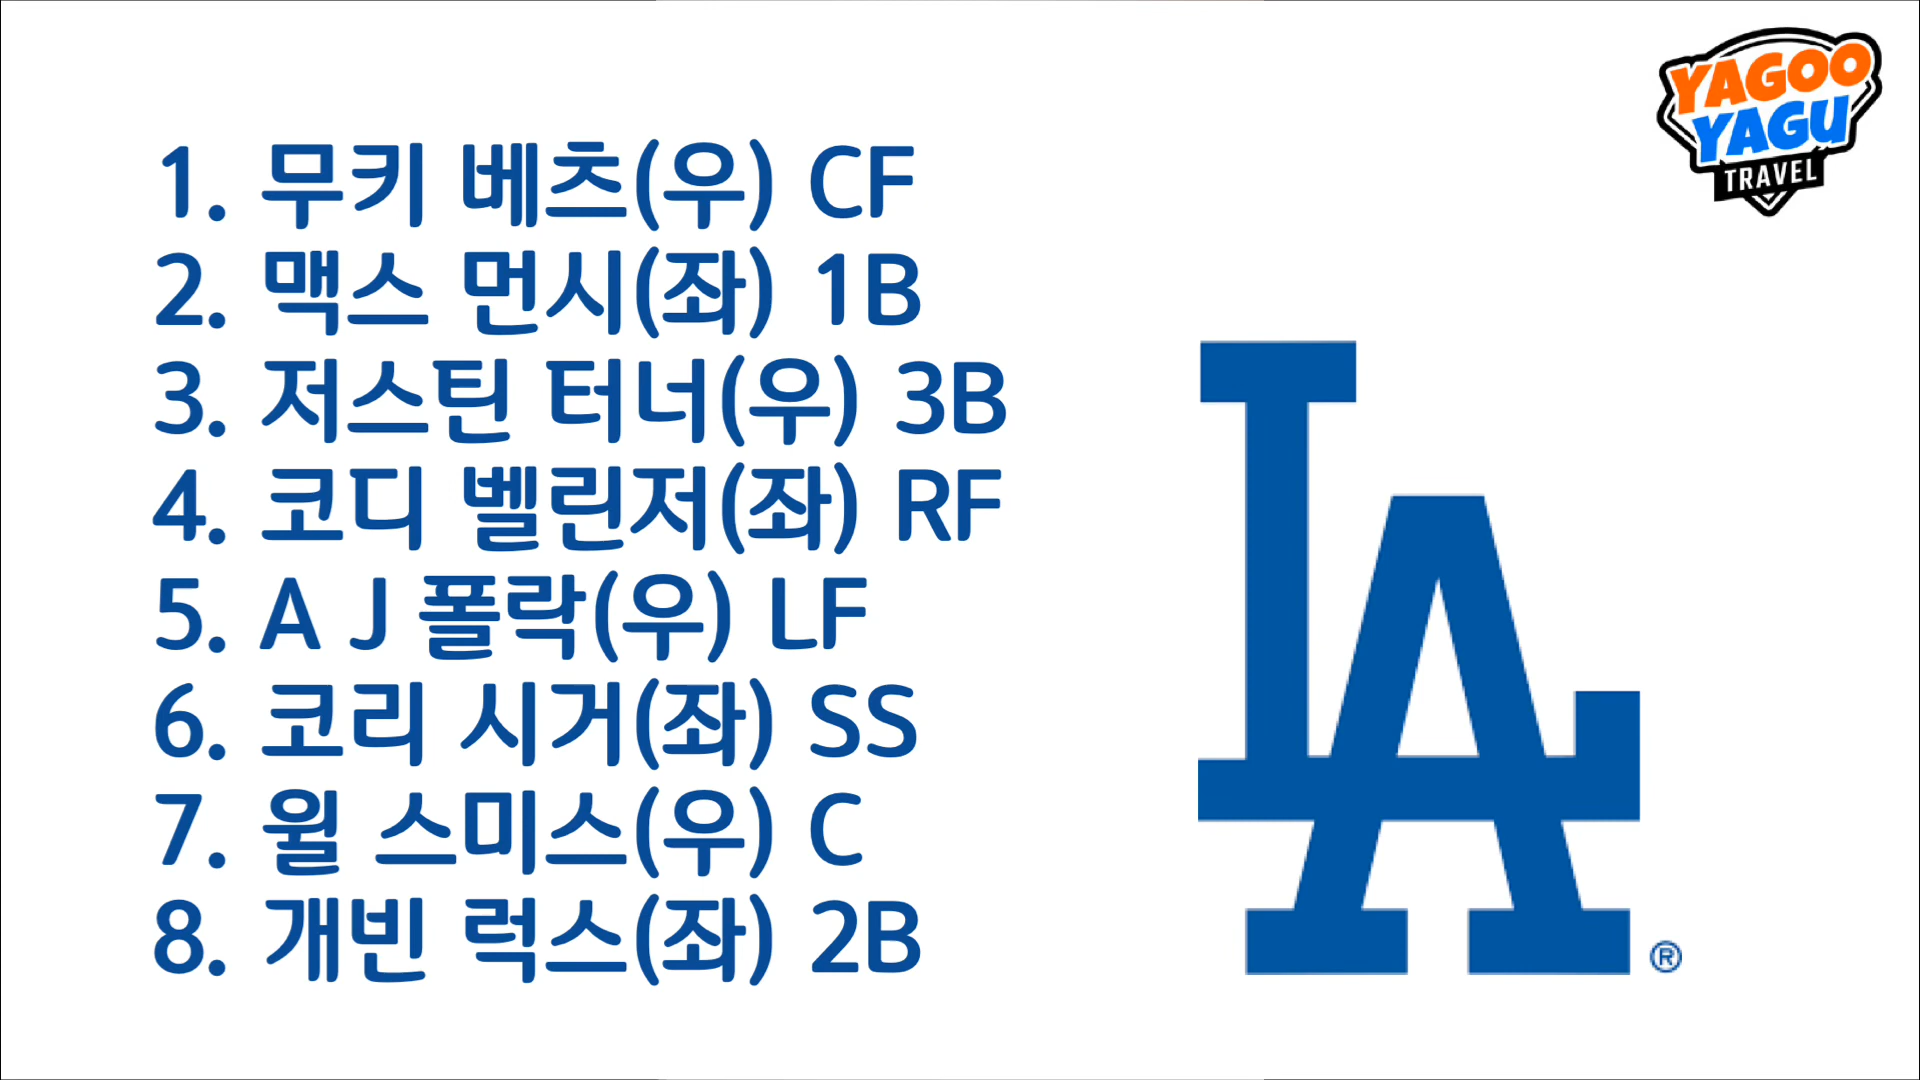 YAGOO
YAGU
TRAVEL
1. 무키 베츠(우) CF
2. 맥스 먼시(좌) 1B
3. 저스틴 터너(우) 3B
4. 코디 벨린저(좌) RF
5. A J 폴락(우) LF
6. 코리 시거(좌) SS
7. 윌 스미스(우) C
8. 개빈 럭스(좌) 2B
LA
®